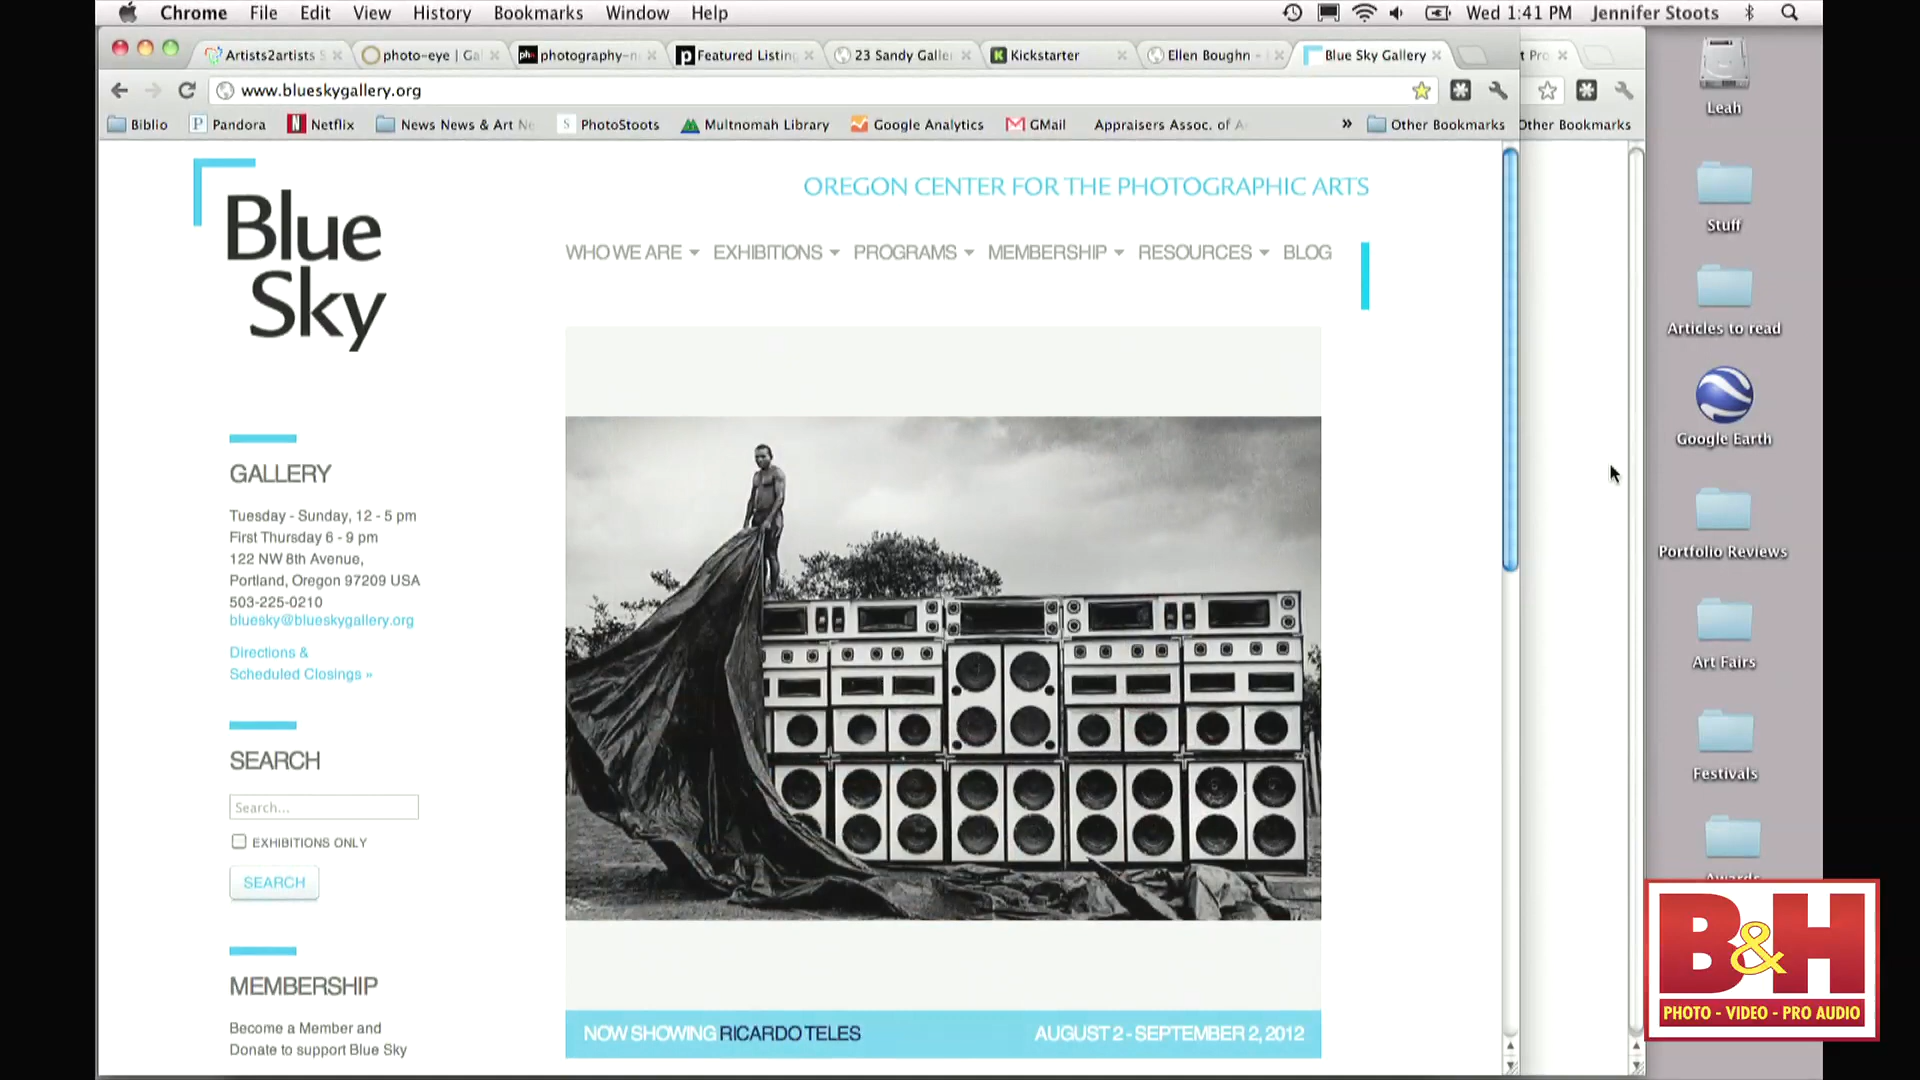 Chrome File Edit View History Bookmarks Window Help
Wed 1:41 PM Jennifer Stoots
Artists2artists S
photo-eye | Ga
photography-n
Featured Listing
23 Sandy Galle
Kickstarter
Ellen Boughn -
Blue Sky Gallery
t Pro
www.blueskygallery.org
Biblio
Pandora
Netflix
News News & Art Ne
PhotoStoots
Multnomah Library
Google Analytics
GMail
Appraisers Assoc. of A
»
Other Bookmarks
Other Bookmarks
Blue
Sky
OREGON CENTER FOR THE PHOTOGRAPHIC ARTS
WHO WE ARE EXHIBITIONS PROGRAMS MEMBERSHIP RESOURCES BLOG
GALLERY
Tuesday - Sunday, 12 - 5 pm
First Thursday 6 - 9 pm
122 NW 8th Avenue,
Portland, Oregon 97209 USA
503-225-0210
bluesky@blueskygallery.org
Directions &
Scheduled Closings »
SEARCH
Search...
EXHIBITIONS ONLY
SEARCH
MEMBERSHIP
Become a Member and
Donate to support Blue Sky
NOW SHOWING RICARDO TELES
AUGUST 2 - SEPTEMBER 2, 2012
Leah
Stuff
Articles to read
Google Earth
Portfolio Reviews
Art Fairs
Festivals
Awards
B&H
PHOTO - VIDEO - PRO AUDIO